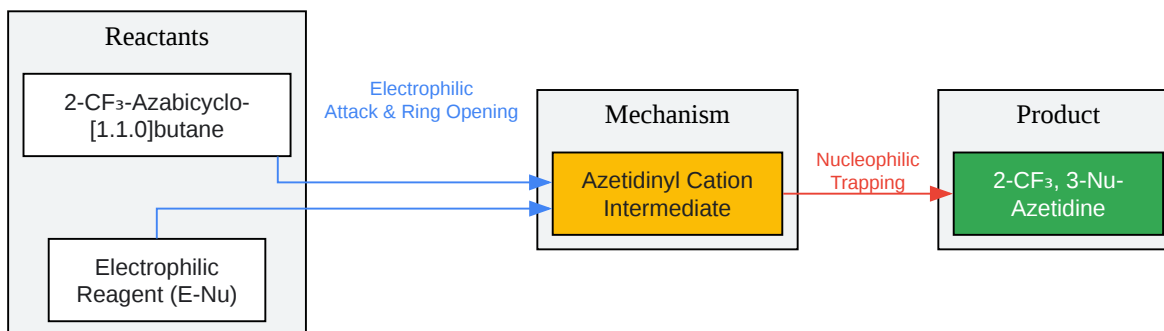 Reactants
2-CF₃-Azabicyclo-
[1.1.0]butane
Electrophilic
Reagent (E-Nu)
Electrophilic
Attack & Ring Opening
Mechanism
Azetidinyl Cation
Intermediate
Nucleophilic
Trapping
Product
2-CF₃, 3-Nu-
Azetidine